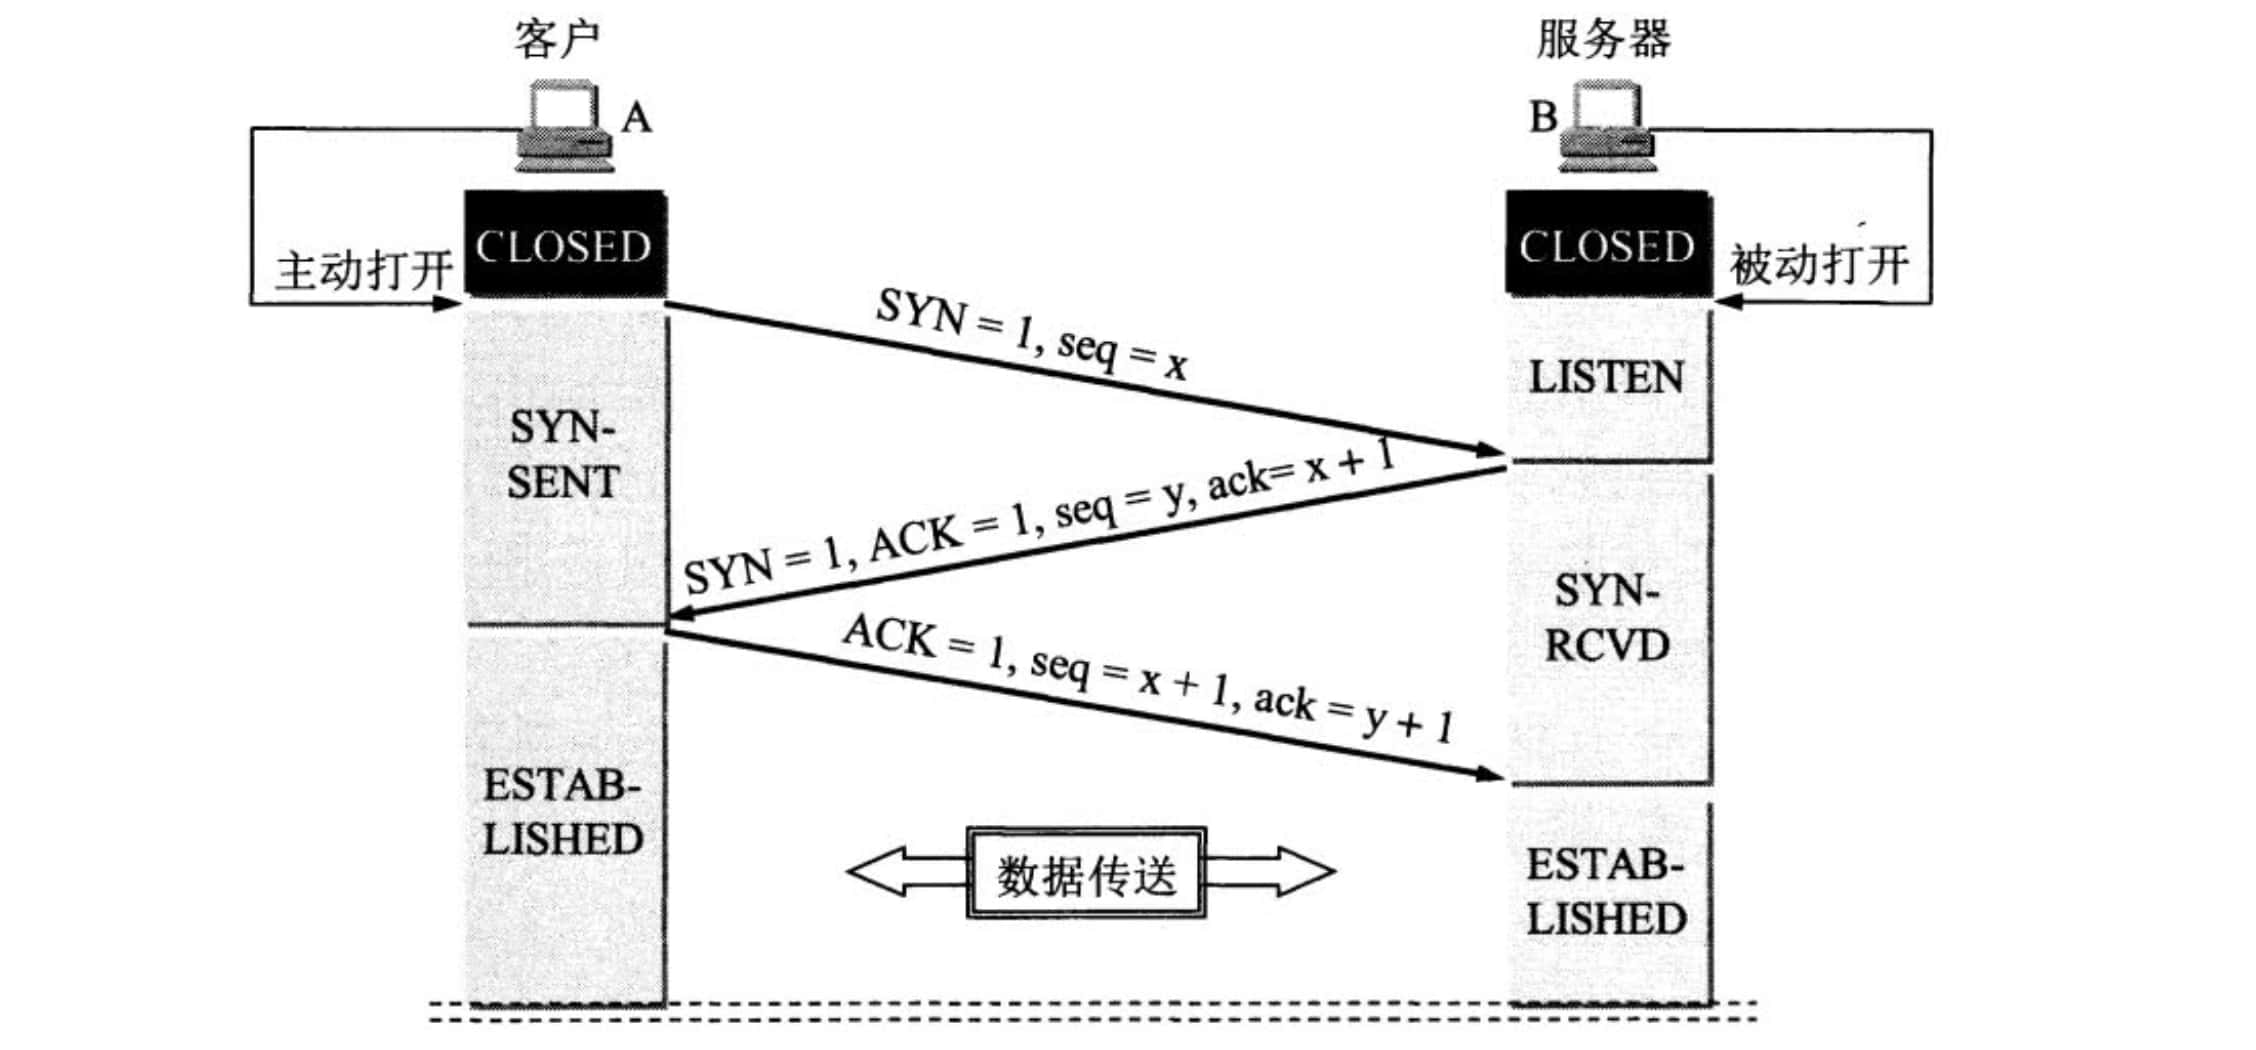 客户
服务器
A
B
CLOSED
CLOSED
主动打开
被动打开
SYN = 1, seq = x
LISTEN
SYN-
SENT
SYN = 1, ACK = 1, seq = y, ack= x + 1
SYN-
RCVD
ACK = 1, seq = x + 1, ack = y + 1
ESTAB-
LISHED
数据传送
ESTAB-
LISHED